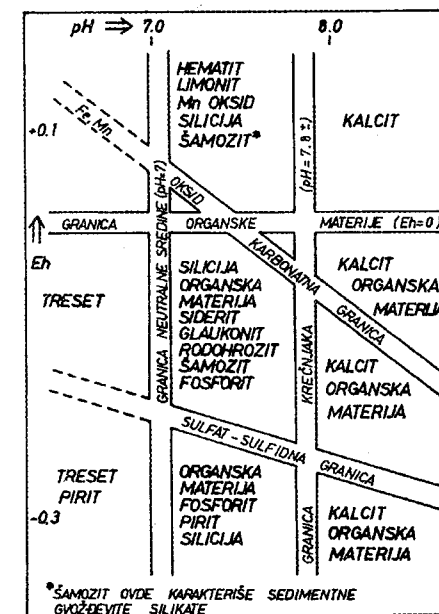 pH ⇒ 7.0 8.0
HEMATIT
LIMONIT
Mn OKSID
SILICIJA
ŠAMOZIT*
(pH=7.8±)
KALCIT
+0.1
Fe, Mn OKSID KARBONATNA GRANICA
GRANICA ORGANSKE MATERIJE (Eh=0)
Eh
GRANICA NEUTRALNE SREDINE (pH=7)
TRESET
SILICIJA
ORGANSKA
MATERIJA
SIDERIT
GLAUKONIT
RODOHROZIT
ŠAMOZIT
FOSFORIT
KALCIT
ORGANSKA
MATERIJA
GRANICA KREČNJAKA
KALCIT
ORGANSKA
MATERIJA
SULFAT-SULFIDNA GRANICA
TRESET
PIRIT
-0.3
ORGANSKA
MATERIJA
FOSFORIT
PIRIT
SILICIJA
KALCIT
ORGANSKA
MATERIJA
*ŠAMOZIT OVDE KARAKTERIŠE SEDIMENTNE
GVOŽĐEVITE SILIKATE